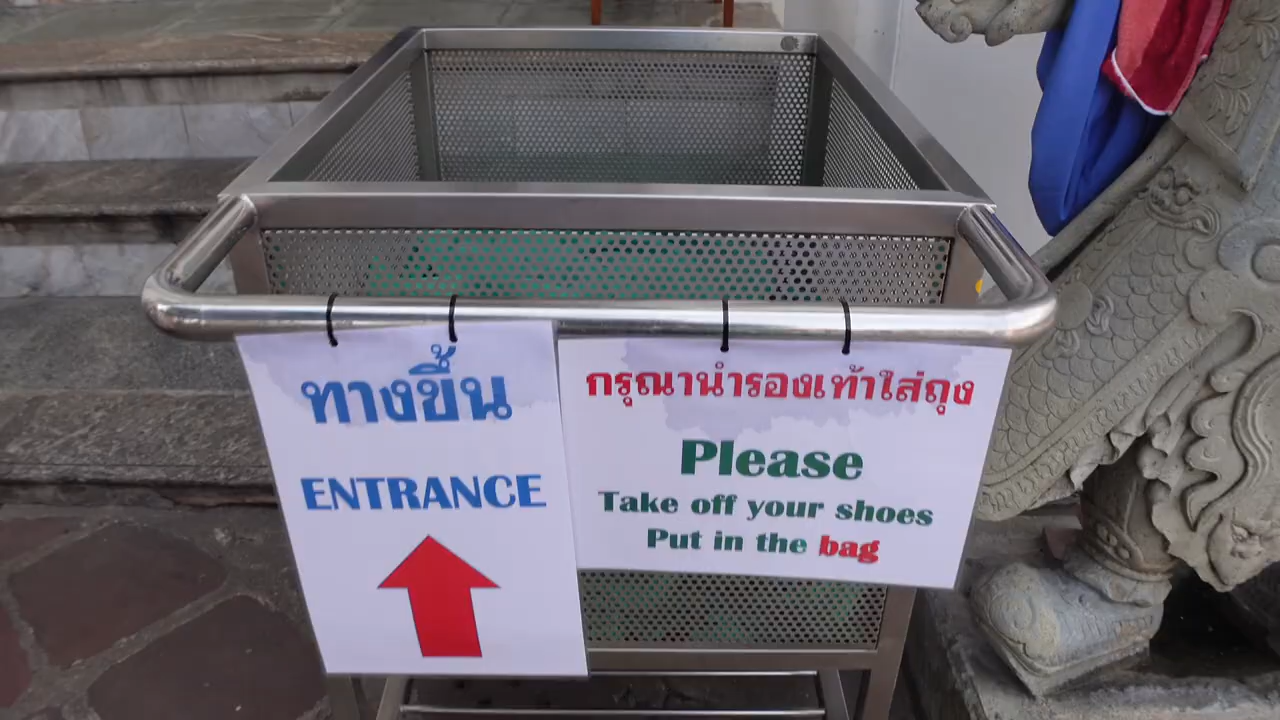 ทางขึ้น
ENTRANCE
กรุณานำรองเท้าใส่ถุง
Please
Take off your shoes
Put in the bag